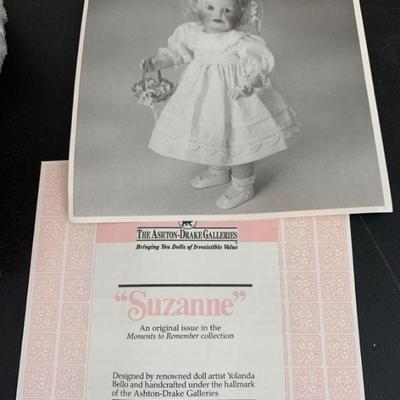 THE ASHTON-DRAKE GALLERIES
Bringing You Dolls of Irresistible Value
"Suzanne"
An original issue in the
Moments to Remember collection
Designed by renowned doll artist Yolanda
Bello and handcrafted under the hallmark
of the Ashton-Drake Galleries